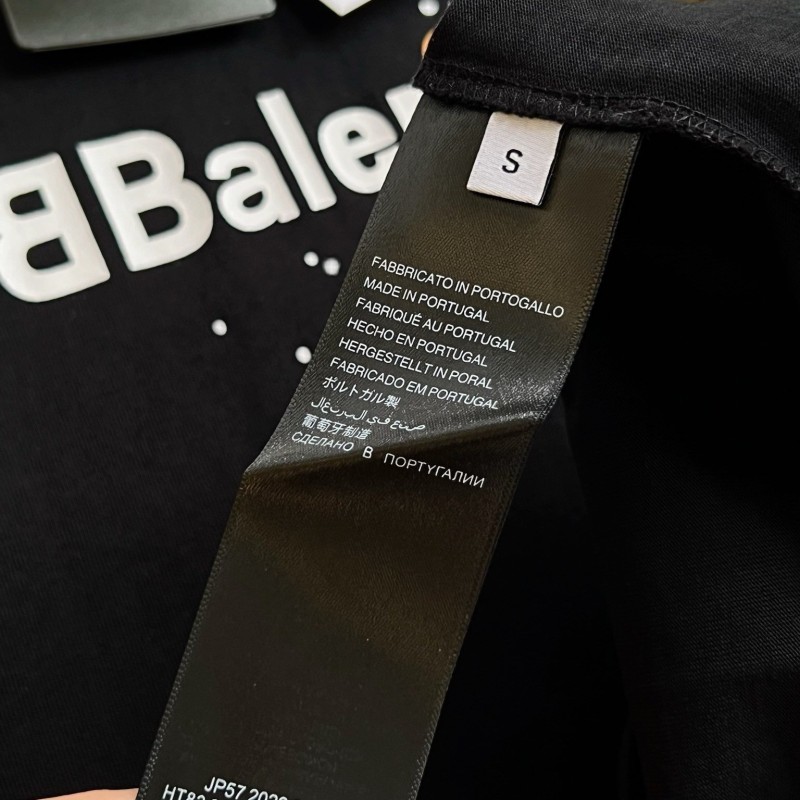 BBalen
S
FABBRICATO IN PORTOGALLO
MADE IN PORTUGAL
FABRIQUÉ AU PORTUGAL
HECHO EN PORTUGAL
HERGESTELLT IN PORAL
FABRICADO EM PORTUGAL
ポルトガル製
صنع في البرتغال
葡萄牙制造
СДЕЛАНО В ПОРТУГАЛИИ
JP57